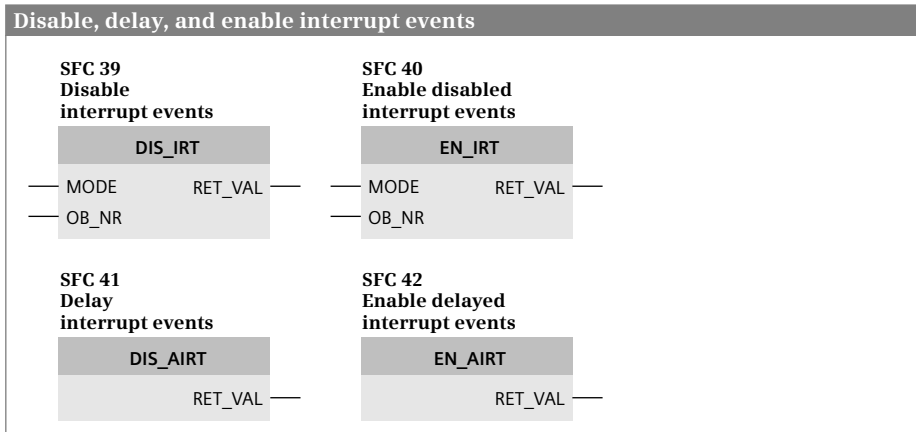 Disable, delay, and enable interrupt events
SFC 39
Disable
interrupt events
DIS_IRT
MODE RET_VAL
OB_NR
SFC 40
Enable disabled
interrupt events
EN_IRT
MODE RET_VAL
OB_NR
SFC 41
Delay
interrupt events
DIS_AIRT
RET_VAL
SFC 42
Enable delayed
interrupt events
EN_AIRT
RET_VAL